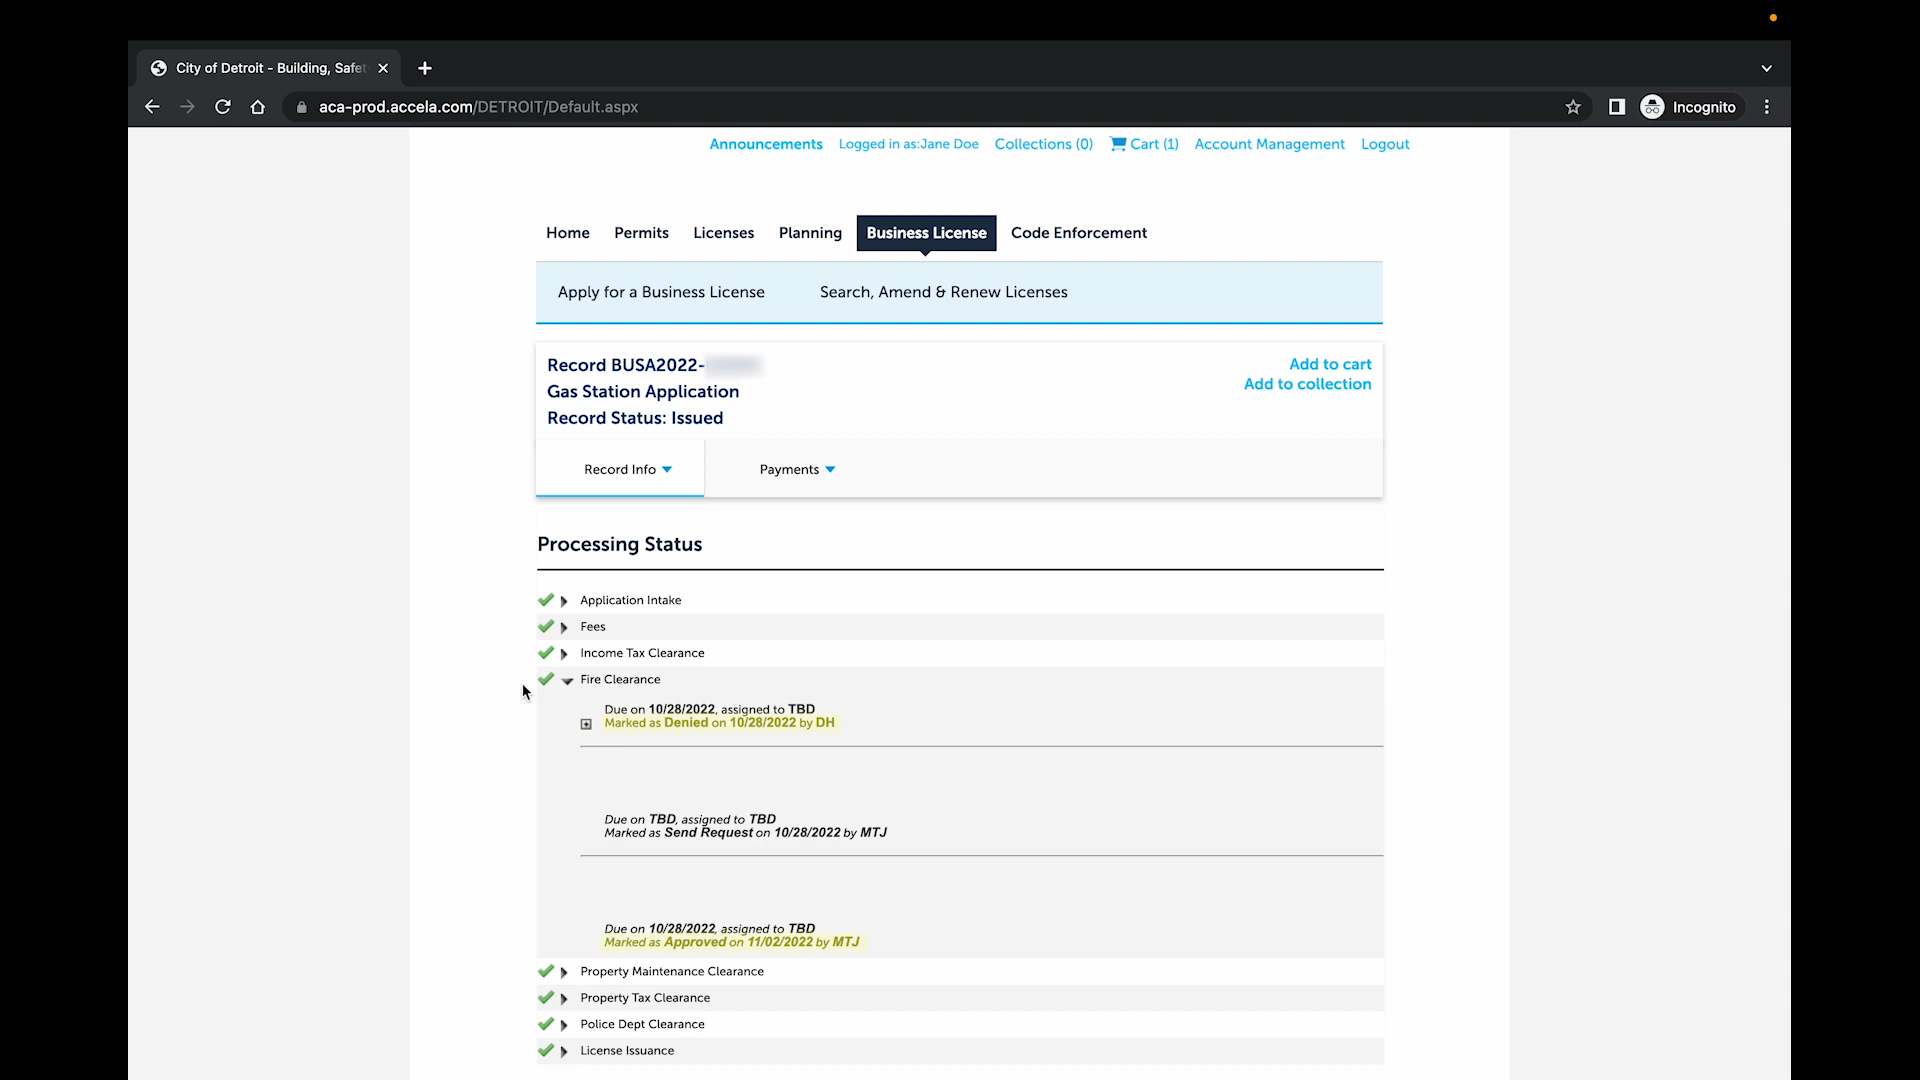 City of Detroit - Building, Safet
aca-prod.accela.com/DETROIT/Default.aspx
Incognito
Announcements Logged in as:Jane Doe Collections (0) Cart (1) Account Management Logout
Home Permits Licenses Planning Business License Code Enforcement
Apply for a Business License Search, Amend & Renew Licenses
Record BUSA2022-
Add to cart
Gas Station Application
Add to collection
Record Status: Issued
Record Info Payments
Processing Status
Application Intake
Fees
Income Tax Clearance
Fire Clearance
Due on 10/28/2022, assigned to TBD
Marked as Denied on 10/28/2022 by DH
Due on TBD, assigned to TBD
Marked as Send Request on 10/28/2022 by MTJ
Due on 10/28/2022, assigned to TBD
Marked as Approved on 11/02/2022 by MTJ
Property Maintenance Clearance
Property Tax Clearance
Police Dept Clearance
License Issuance